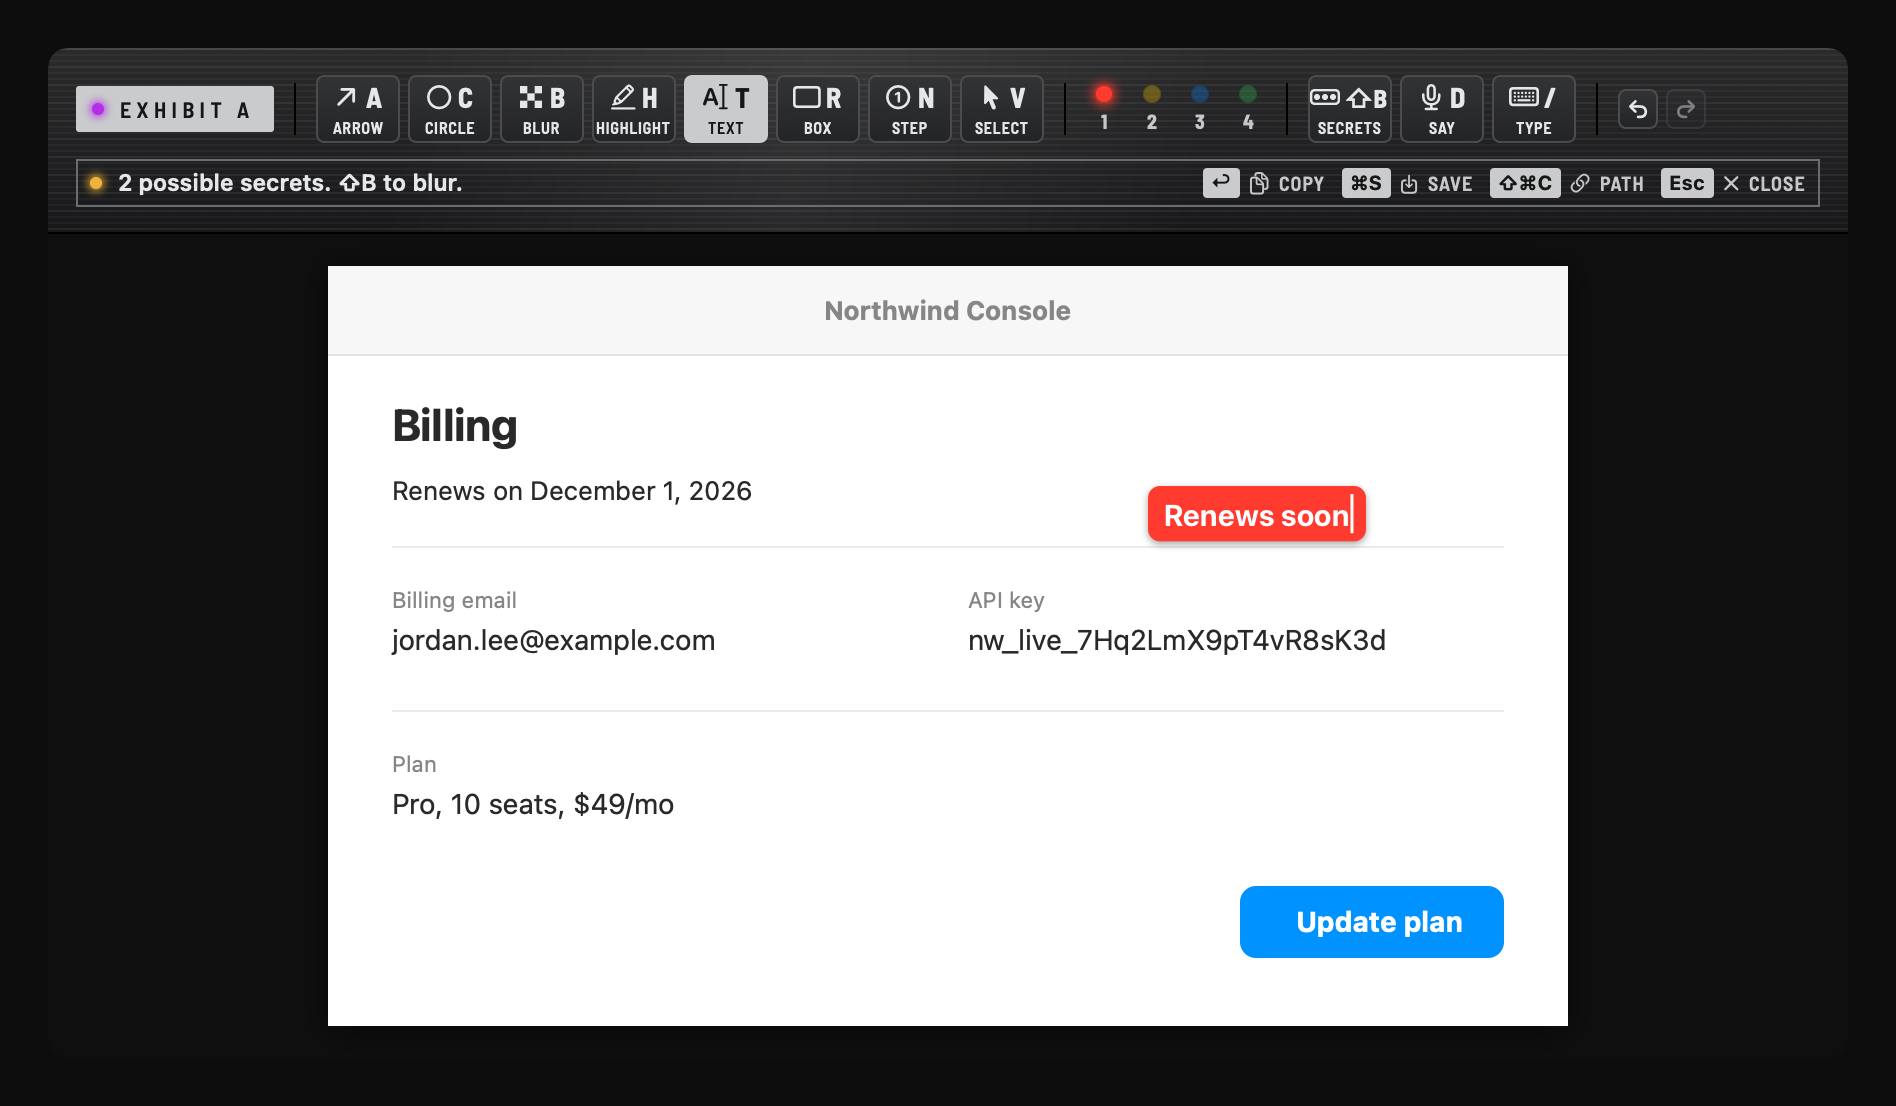 EXHIBIT A
A C B H AI T R 1 N V ⇧B D /
ARROW CIRCLE BLUR HIGHLIGHT TEXT BOX STEP SELECT 1 2 3 4 SECRETS SAY TYPE
2 possible secrets. ⇧B to blur.
↩ COPY ⌘S SAVE ⇧⌘C PATH Esc × CLOSE
Northwind Console
Billing
Renews on December 1, 2026
Renews soon
Billing email
jordan.lee@example.com
API key
nw_live_7Hq2LmX9pT4vR8sK3d
Plan
Pro, 10 seats, $49/mo
Update plan